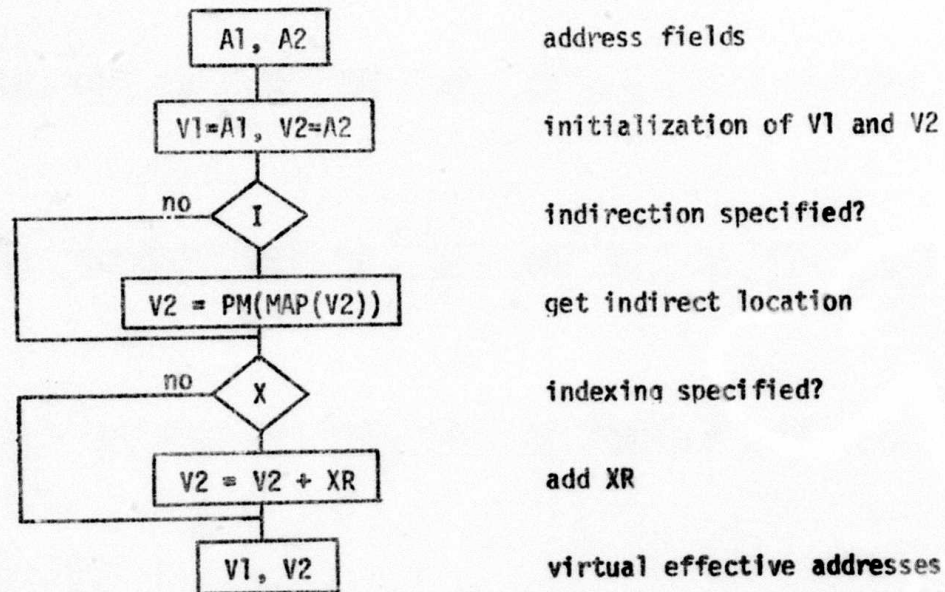 A1, A2 address fields
V1=A1, V2=A2 initialization of V1 and V2
no
I indirection specified?
V2 = PM(MAP(V2)) get indirect location
no
X indexing specified?
V2 = V2 + XR add XR
V1, V2 virtual effective addresses